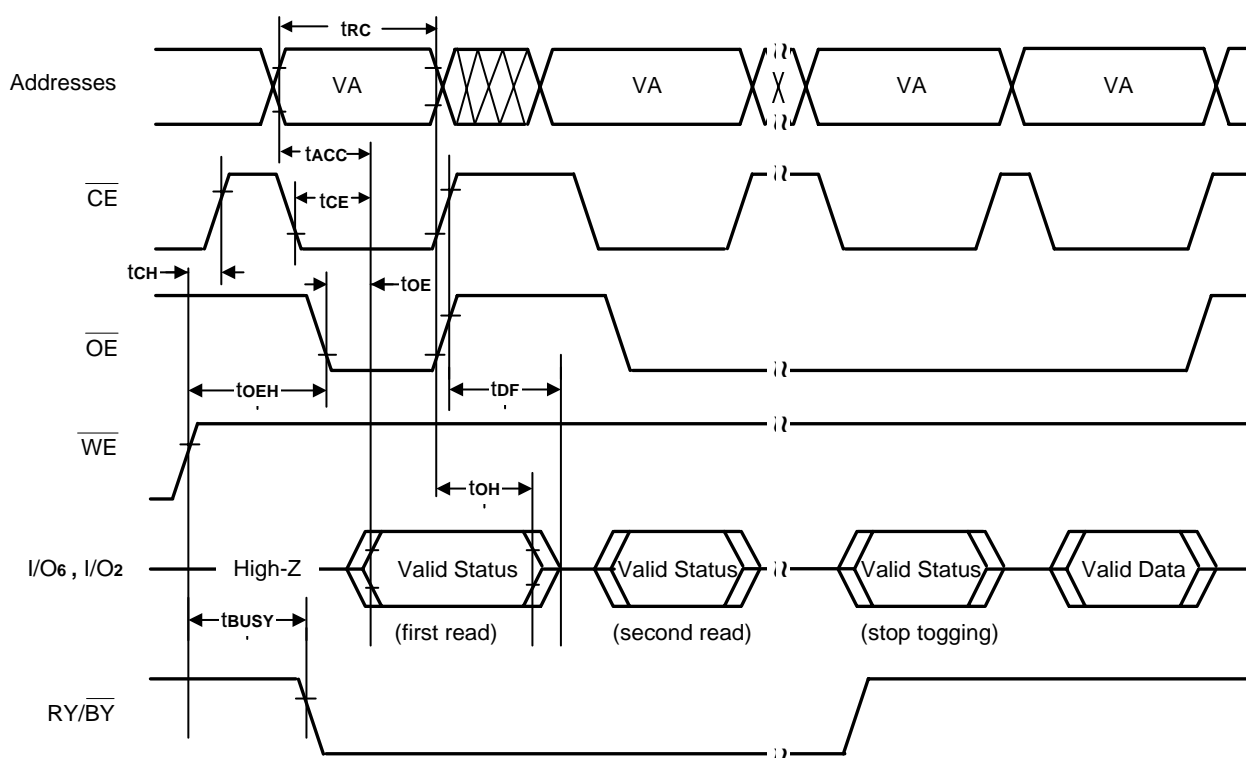 tRC
Addresses VA VA X VA VA
tACC
CE tCE
tCH tOE
OE
tOEH tDF
WE
tOH
I/O6 , I/O2 High-Z Valid Status Valid Status Valid Status Valid Data
tBUSY (first read) (second read) (stop togging)
RY/BY